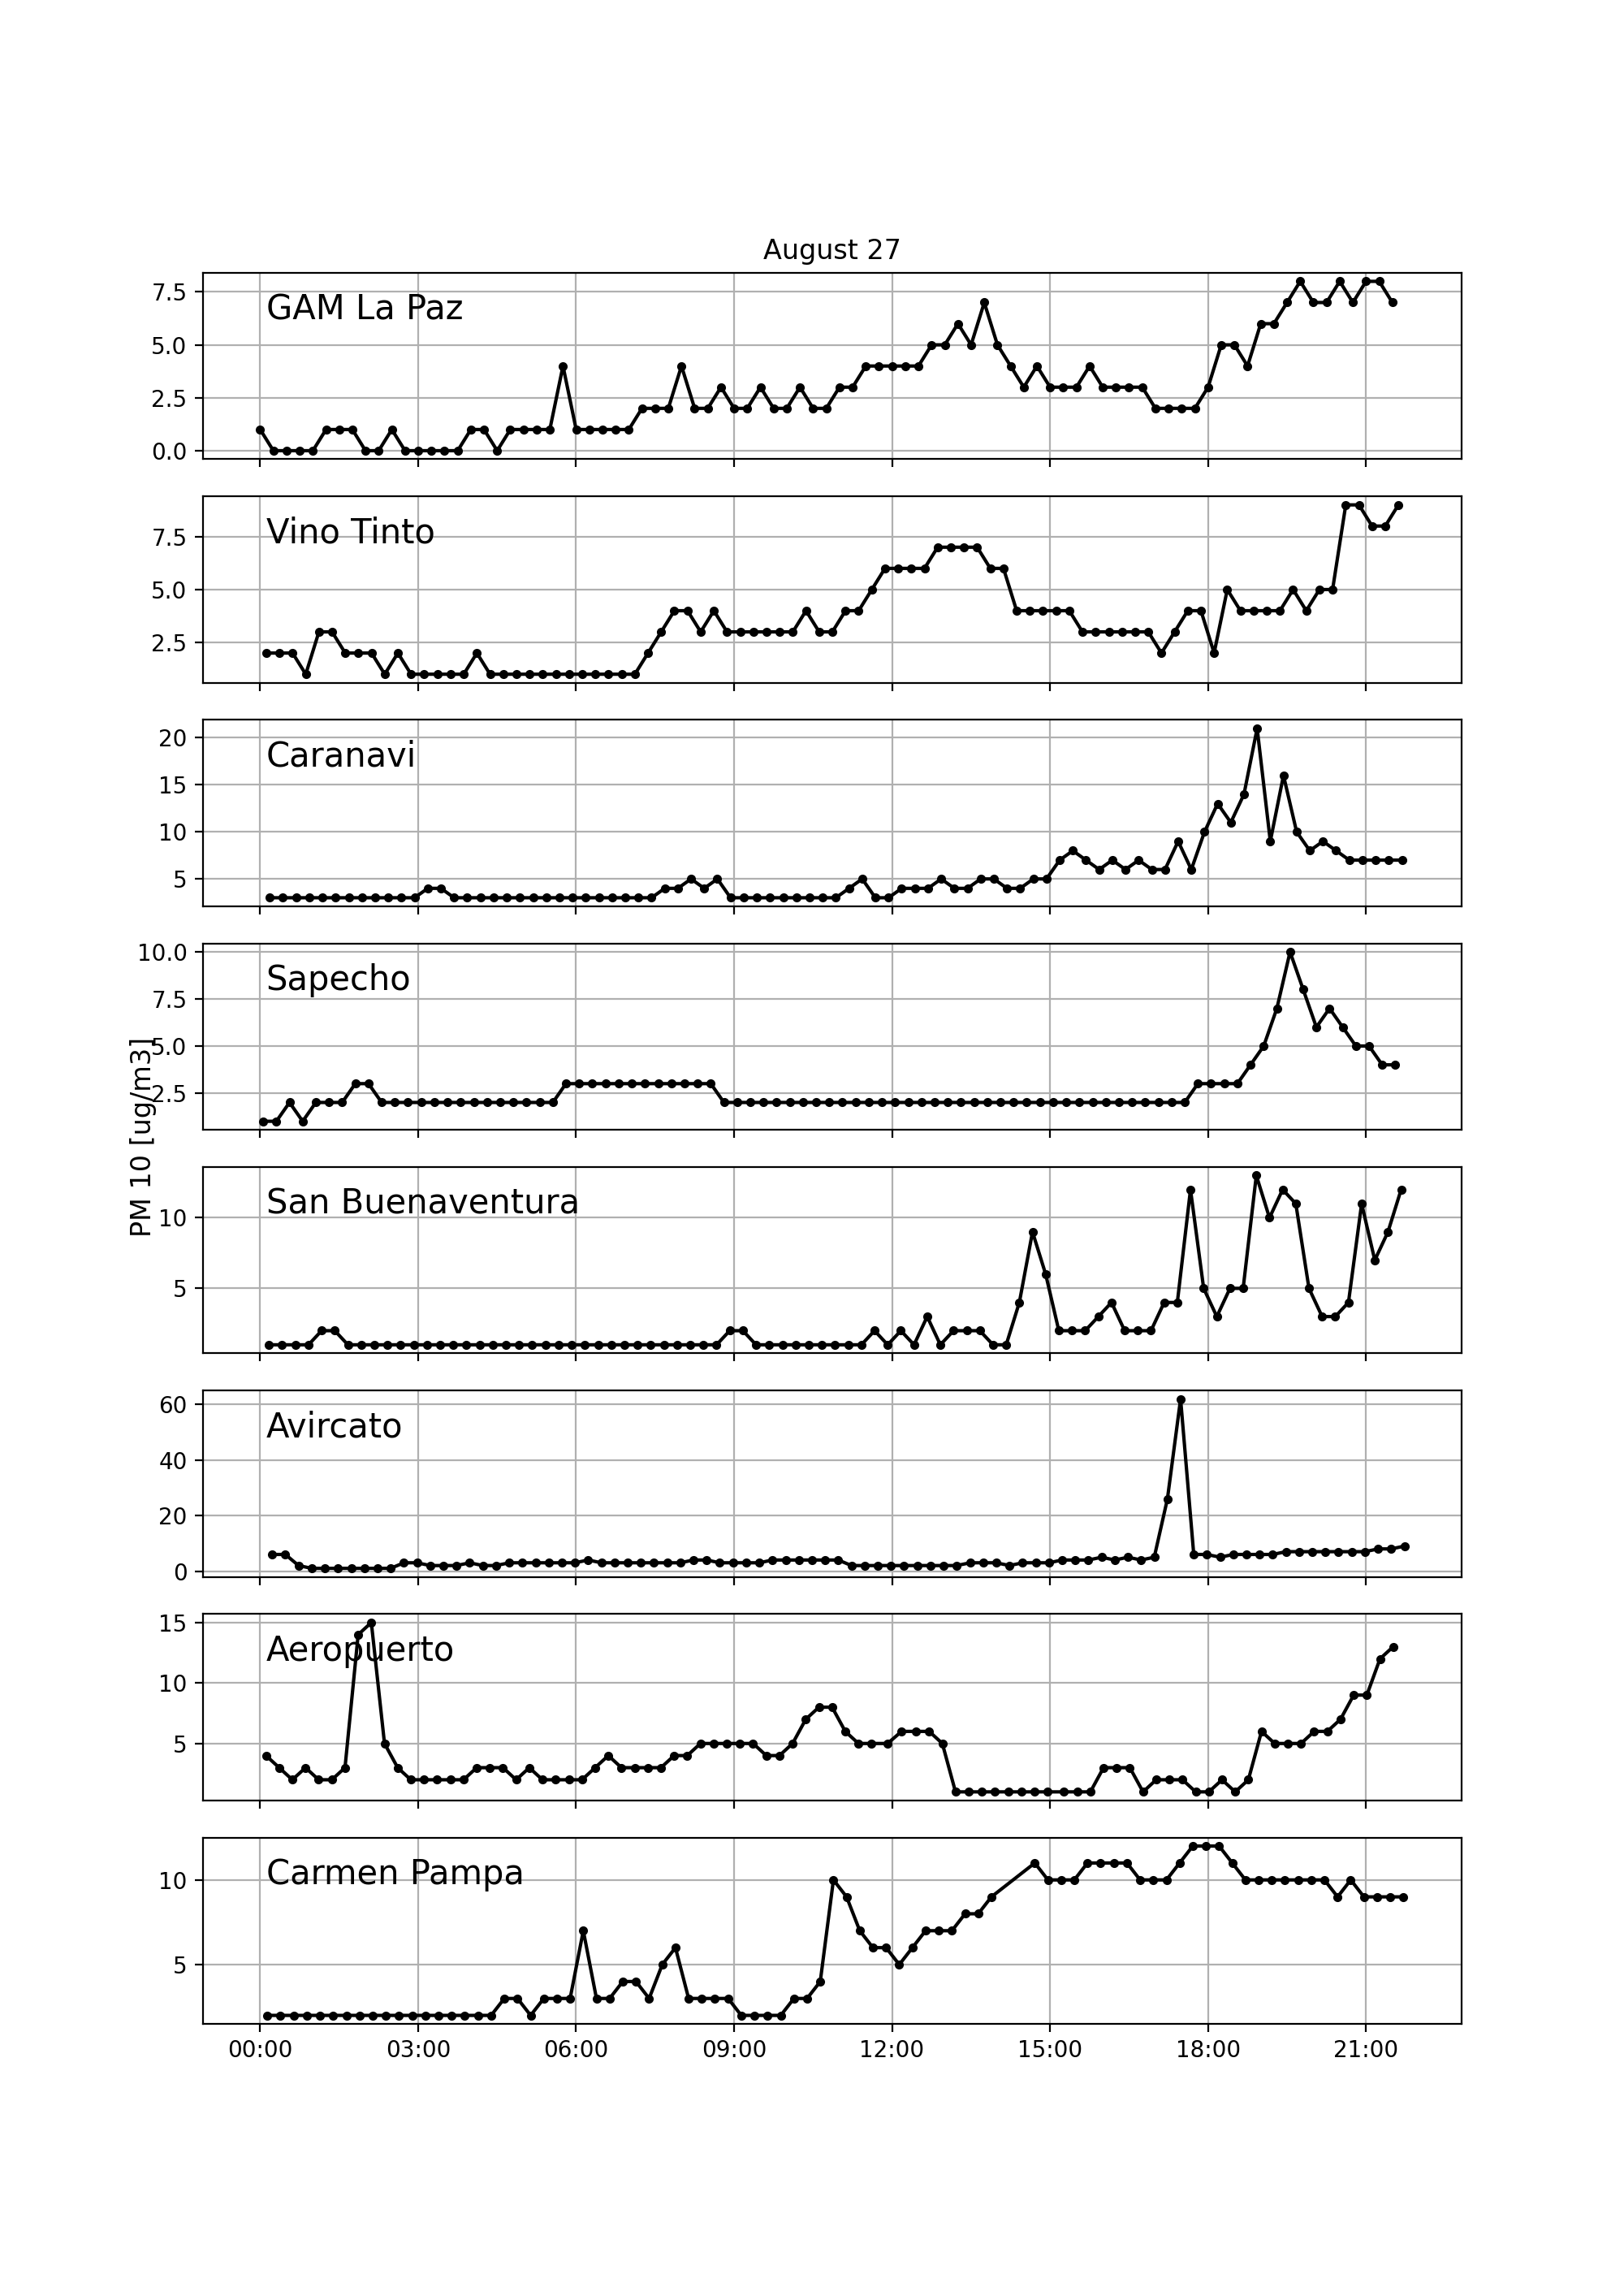 August 27
GAM La Paz
7.5
5.0
2.5
0.0
Vino Tinto
7.5
5.0
2.5
Caranavi
20
15
10
5
Sapecho
10.0
7.5
5.0
2.5
PM 10 [ug/m3]
San Buenaventura
10
5
Avircato
60
40
20
0
Aeropuerto
15
10
5
Carmen Pampa
10
5
00:00 03:00 06:00 09:00 12:00 15:00 18:00 21:00